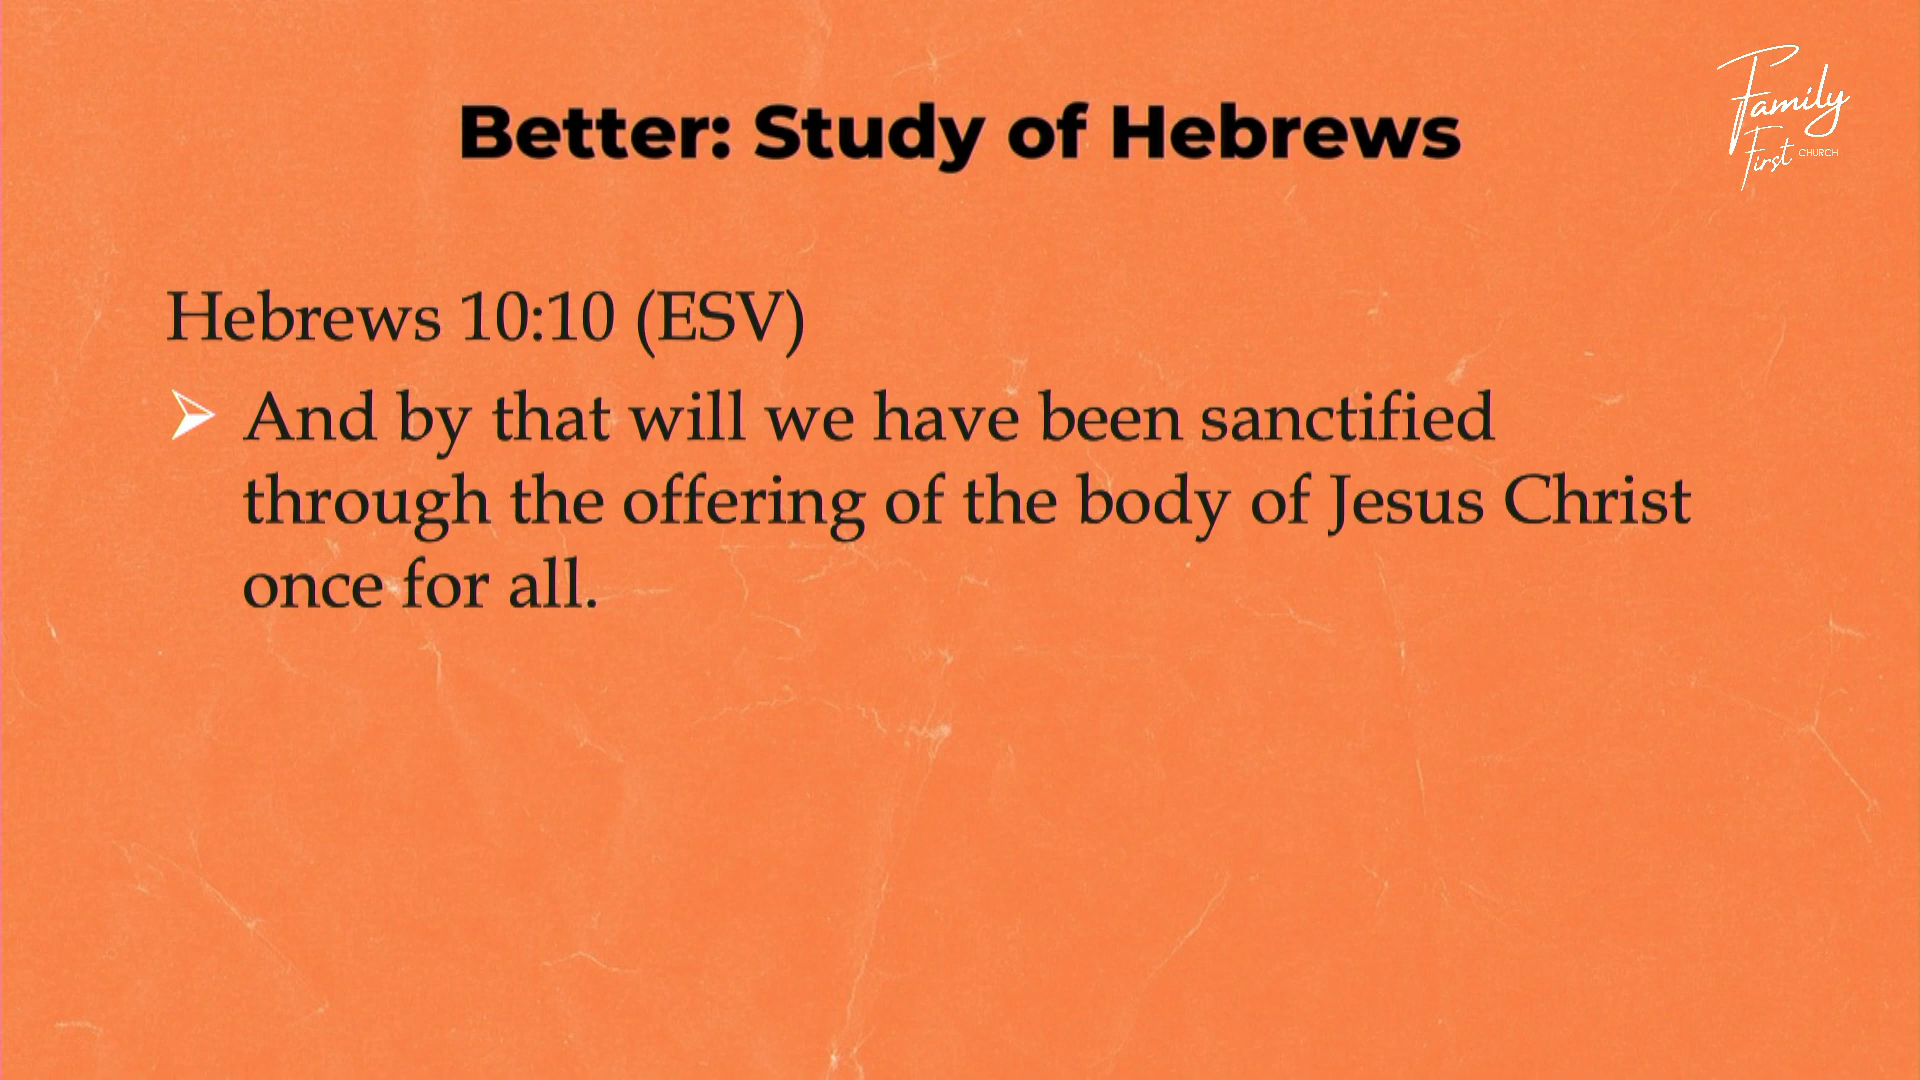 Better: Study of Hebrews
Family
First CHURCH
Hebrews 10:10 (ESV)
And by that will we have been sanctified
through the offering of the body of Jesus Christ
once for all.